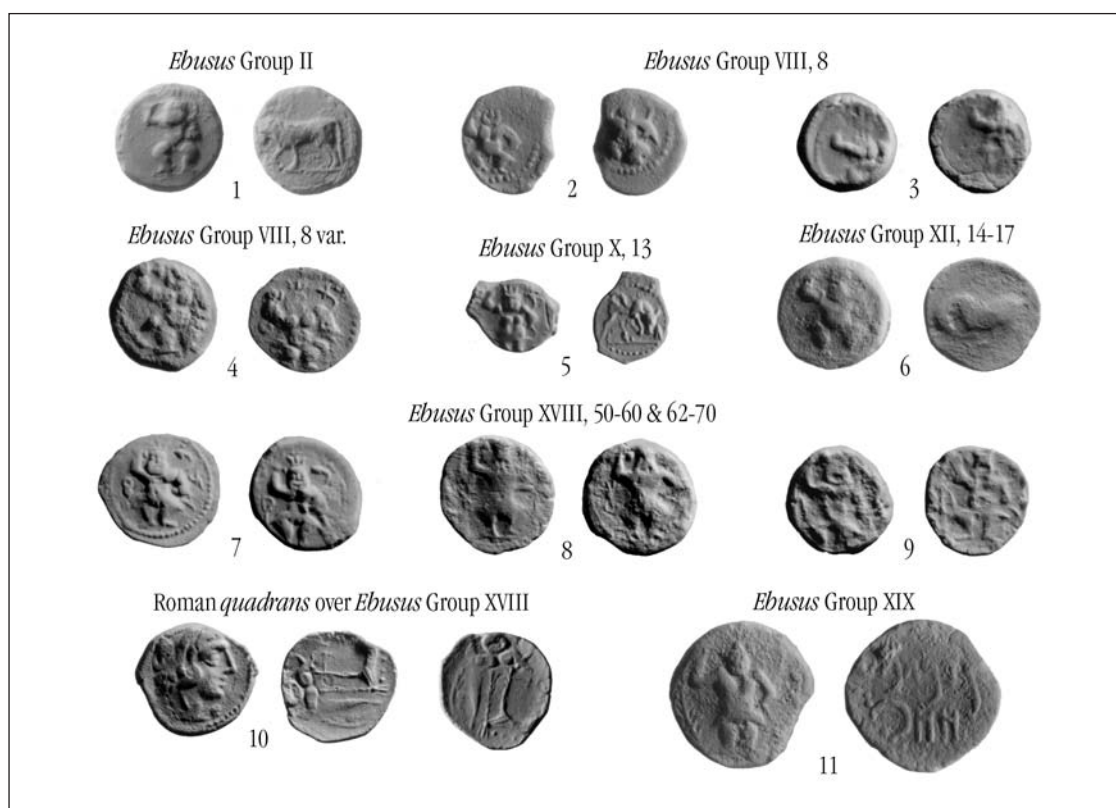 Ebusus Group II
Ebusus Group VIII, 8
1
2
3
Ebusus Group VIII, 8 var.
Ebusus Group X, 13
Ebusus Group XII, 14-17
4
5
6
Ebusus Group XVIII, 50-60 & 62-70
7
8
9
Roman quadrans over Ebusus Group XVIII
Ebusus Group XIX
10
11